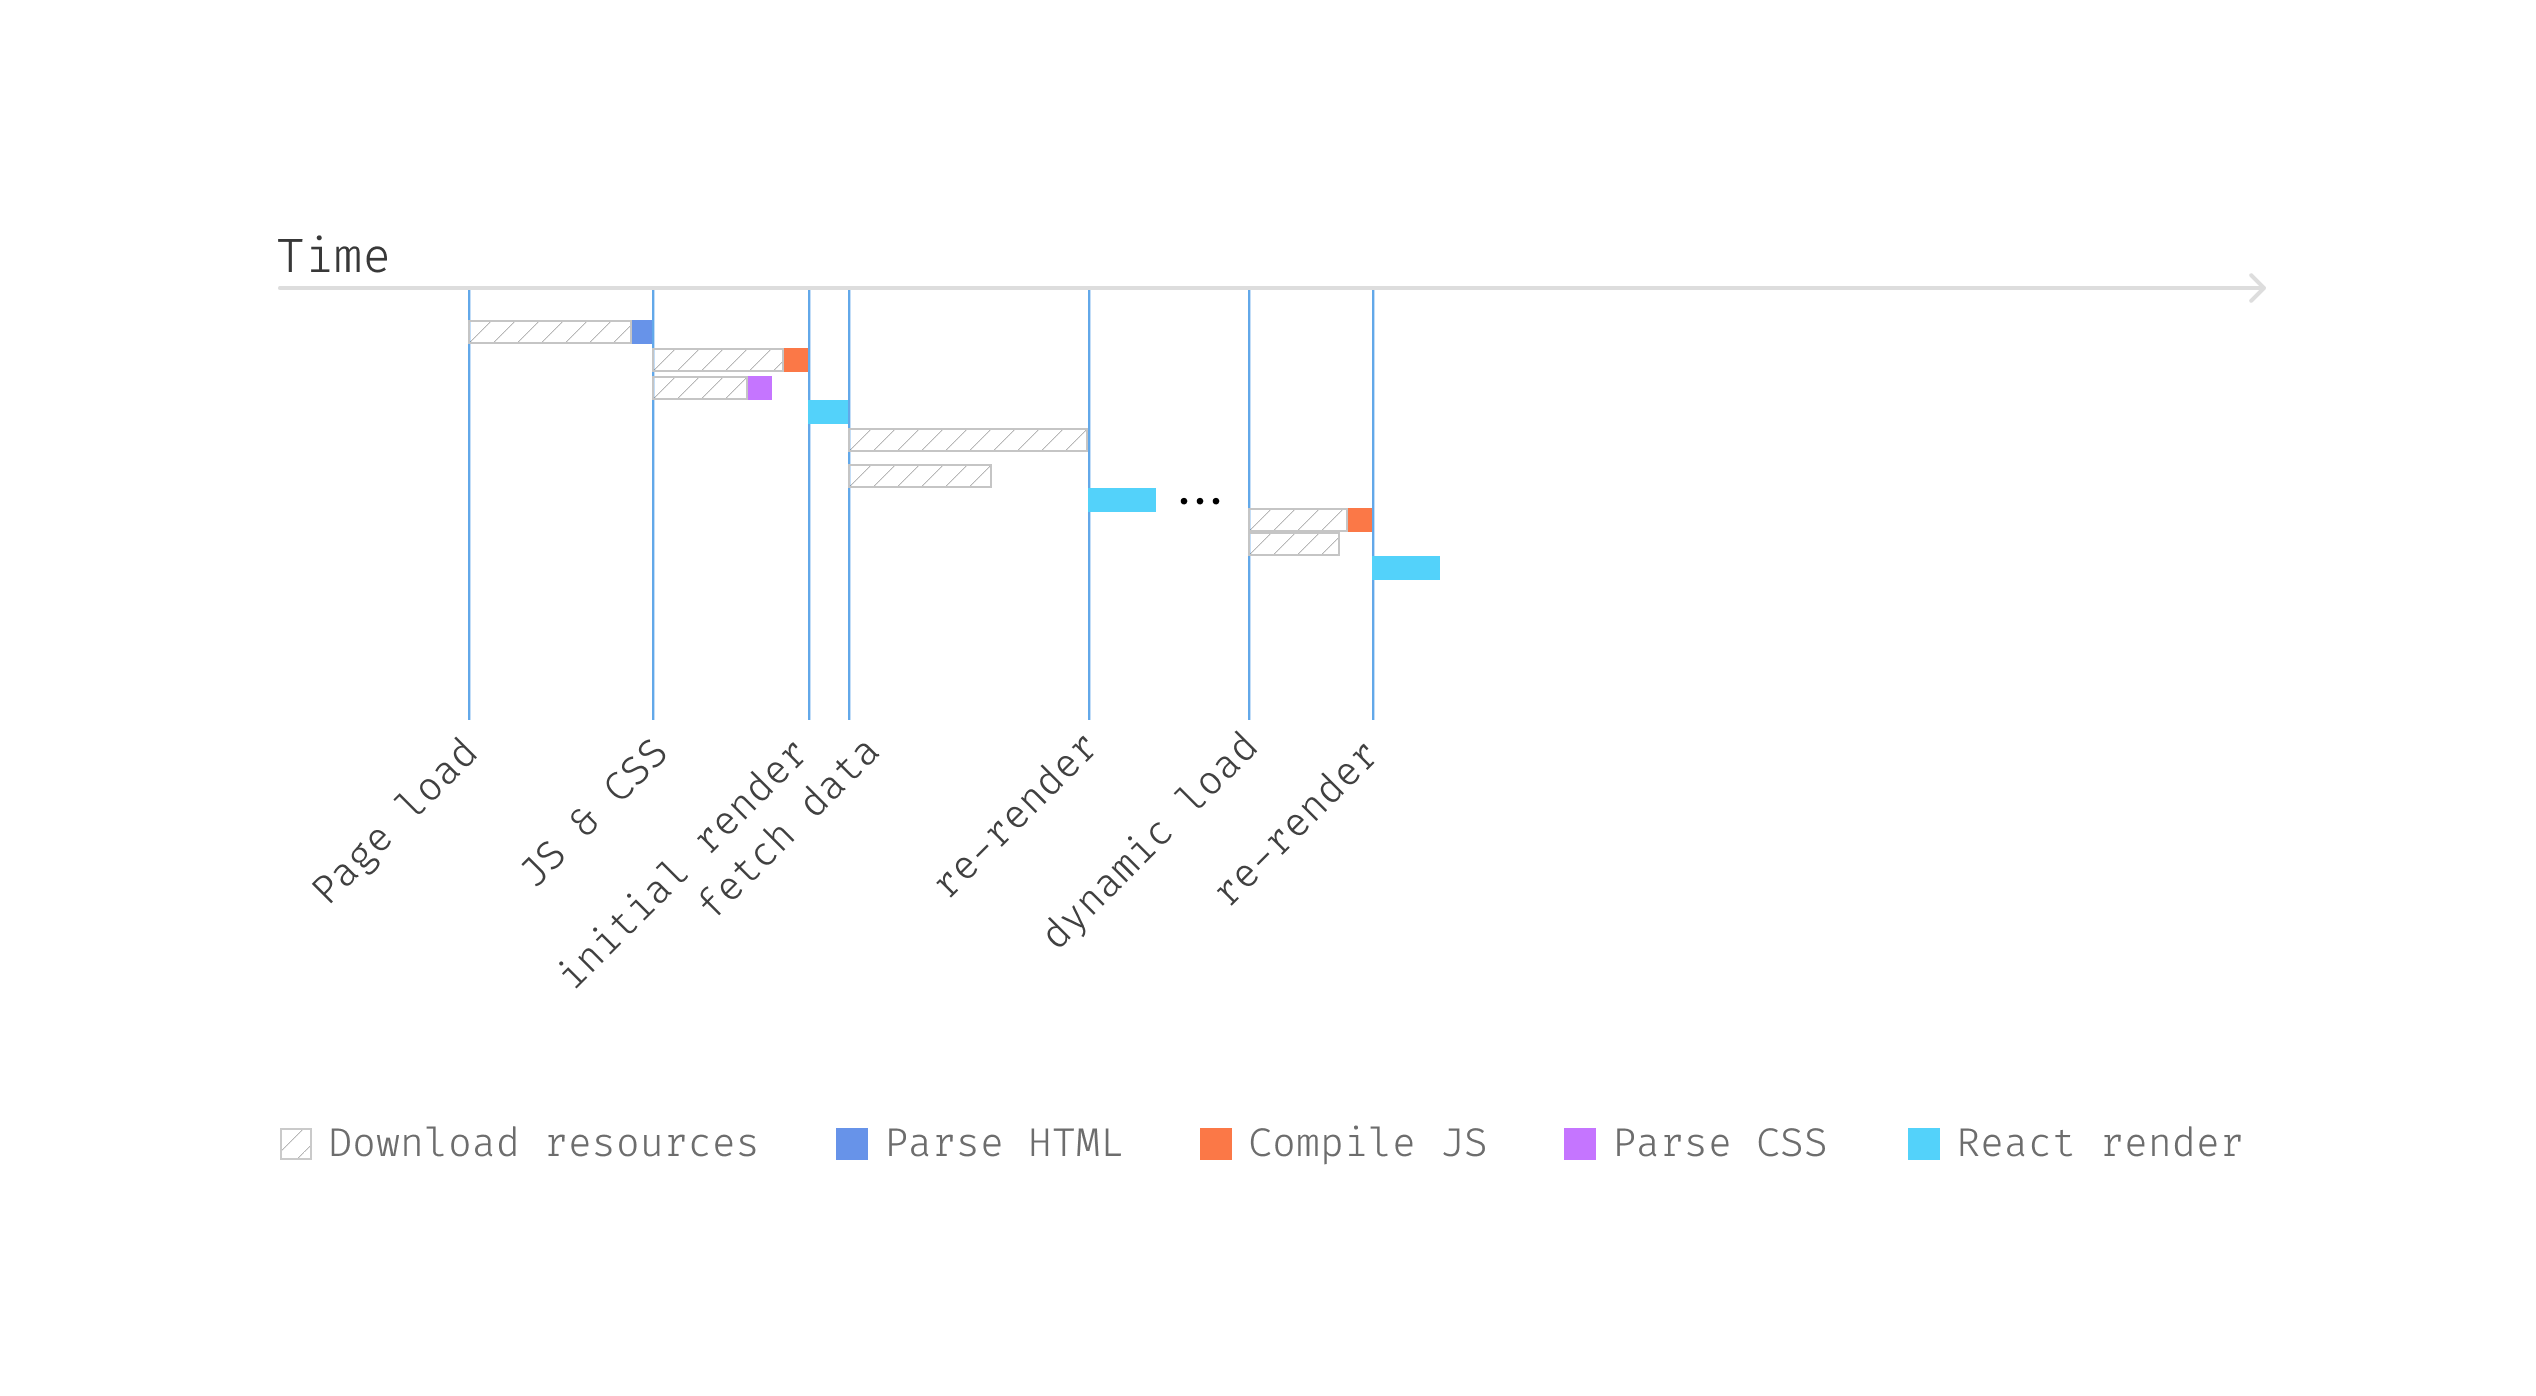 Time
Page load
JS & CSS
initial render
fetch data
re-render
dynamic load
re-render
Download resources
Parse HTML
Compile JS
Parse CSS
React render